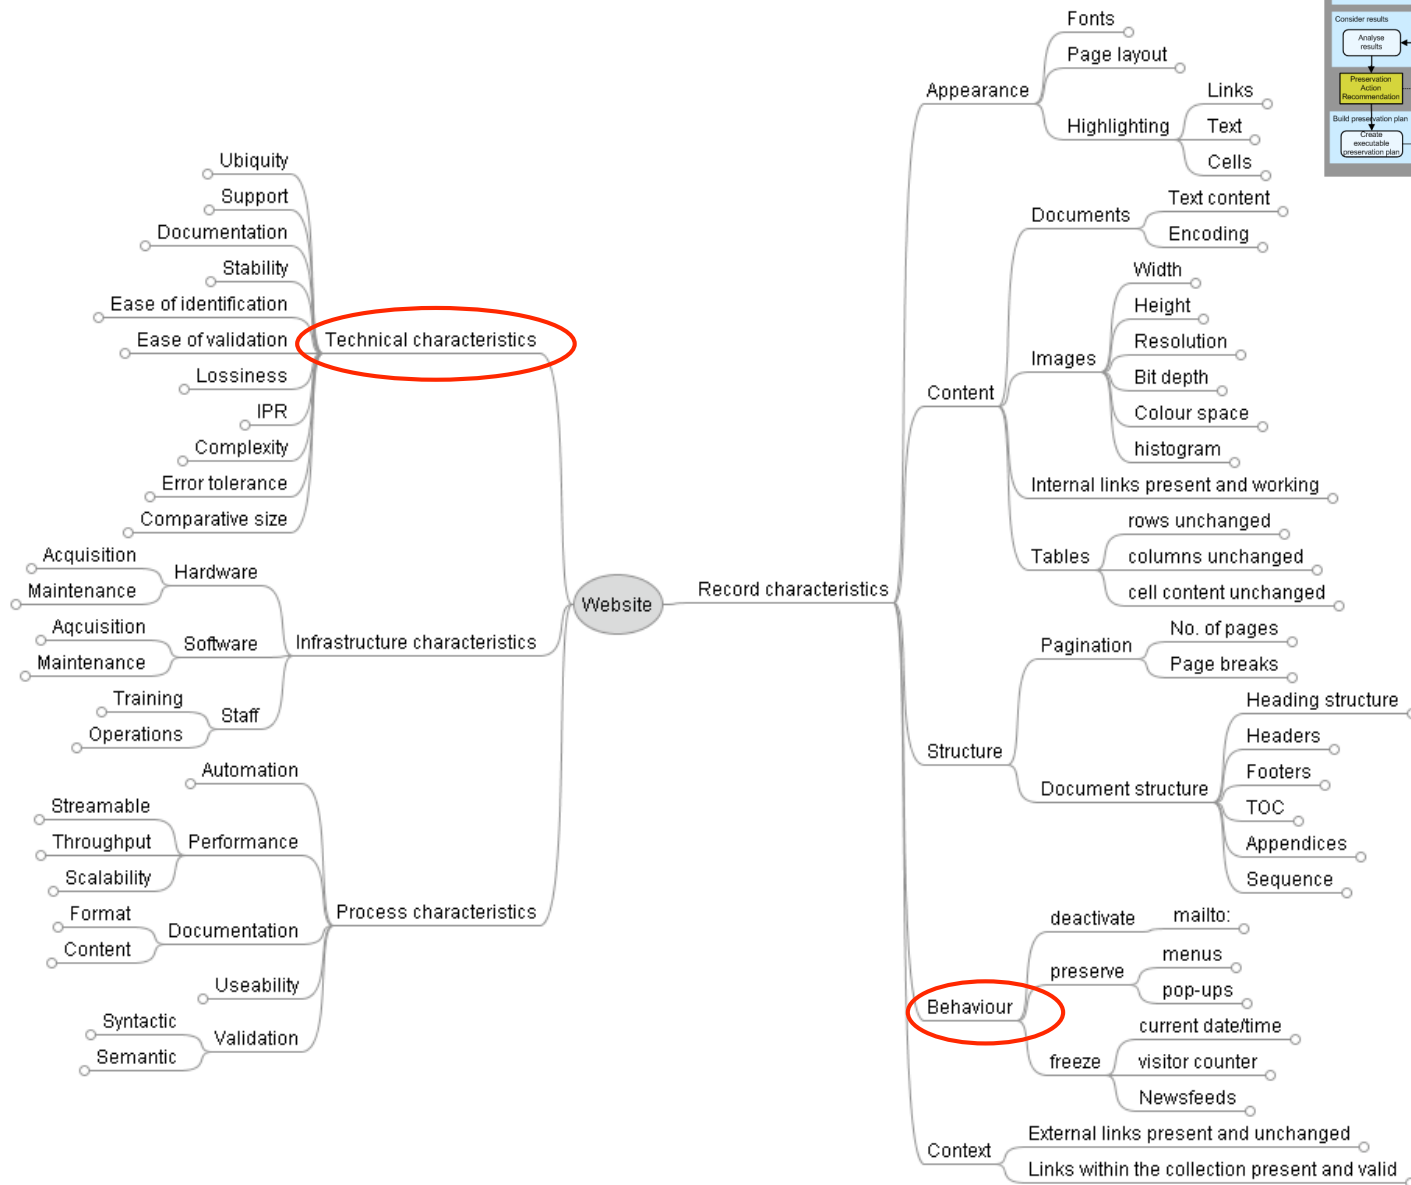 Ubiquity
Support
Documentation
Stability
Ease of identification
Ease of validation
Lossiness
IPR
Complexity
Error tolerance
Comparative size
Technical characteristics
Acquisition
Maintenance
Hardware
Aqcuisition
Maintenance
Software
Training
Operations
Staff
Infrastructure characteristics
Automation
Streamable
Throughput
Scalability
Performance
Format
Content
Documentation
Useability
Syntactic
Semantic
Validation
Process characteristics
Website
Record characteristics
Appearance
Fonts
Page layout
Highlighting
Links
Text
Cells
Content
Documents
Text content
Encoding
Images
Width
Height
Resolution
Bit depth
Colour space
histogram
Internal links present and working
Tables
rows unchanged
columns unchanged
cell content unchanged
Structure
Pagination
No. of pages
Page breaks
Document structure
Heading structure
Headers
Footers
TOC
Appendices
Sequence
Behaviour
deactivate
mailto:
preserve
menus
pop-ups
freeze
current date/time
visitor counter
Newsfeeds
Context
External links present and unchanged
Links within the collection present and valid
Consider results
Analyse
results
Preservation
Action
Recommendation
Build preservation plan
Create
executable
preservation plan